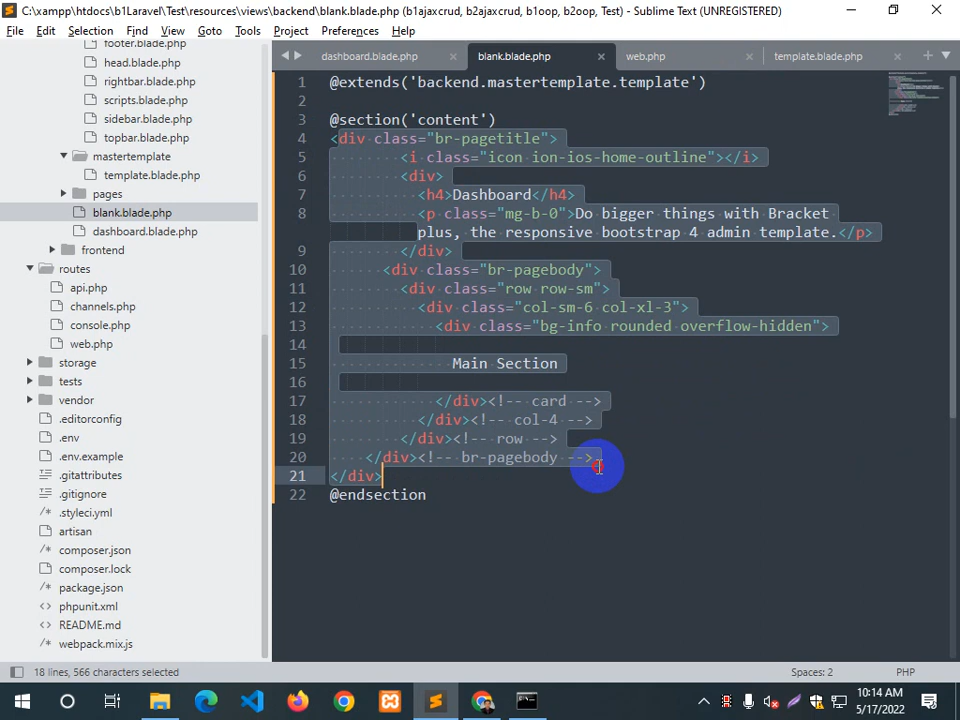 C:\xampp\htdocs\b1Laravel\Test\resources\views\backend\blank.blade.php (b1ajaxcrud, b2ajaxcrud, b1oop, b2oop, Test) - Sublime Text (UNREGISTERED)
File Edit Selection Find View Goto Tools Project Preferences Help
footer.blade.php
head.blade.php
rightbar.blade.php
scripts.blade.php
sidebar.blade.php
topbar.blade.php
mastertemplate
template.blade.php
pages
blank.blade.php
dashboard.blade.php
frontend
routes
api.php
channels.php
console.php
web.php
storage
tests
vendor
.editorconfig
.env
.env.example
.gitattributes
.gitignore
.styleci.yml
artisan
composer.json
composer.lock
package.json
phpunit.xml
README.md
webpack.mix.js
dashboard.blade.php blank.blade.php web.php template.blade.php
1 @extends('backend.mastertemplate.template')
2
3 @section('content')
4 <div class="br-pagetitle">
5 <i class="icon ion-ios-home-outline"></i>
6 <div>
7 <h4>Dashboard</h4>
8 <p class="mg-b-0">Do bigger things with Bracket
plus, the responsive bootstrap 4 admin template.</p>
9 </div>
10 <div class="br-pagebody">
11 <div class="row row-sm">
12 <div class="col-sm-6 col-xl-3">
13 <div class="bg-info rounded overflow-hidden">
14
15 Main Section
16
17 </div><!-- card -->
18 </div><!-- col-4 -->
19 </div><!-- row -->
20 </div><!-- br-pagebody -->
21 </div>
22 @endsection
18 lines, 566 characters selected Spaces: 2 PHP
10:14 AM
5/17/2022